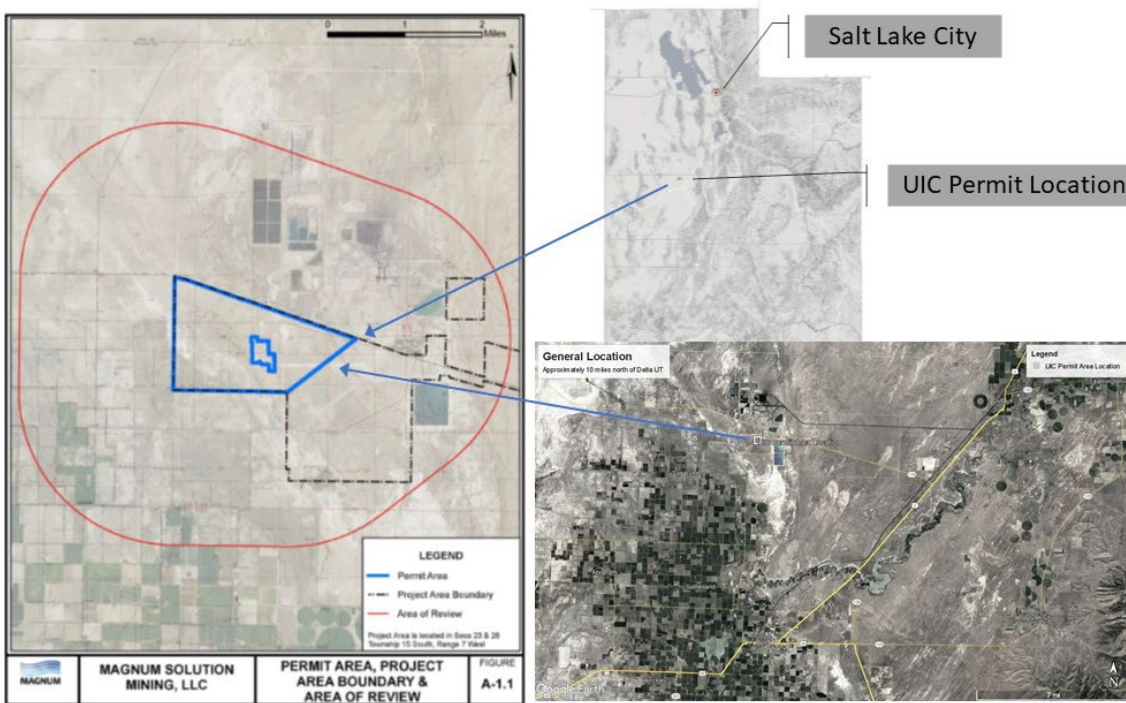 0 1 2
Miles
LEGEND
Permit Area
Project Area Boundary
Area of Review
Project Area is located in Secs 23 & 26
Township 15 South, Range 7 West
MAGNUM
MAGNUM SOLUTION
MINING, LLC
PERMIT AREA, PROJECT
AREA BOUNDARY &
AREA OF REVIEW
FIGURE
A-1.1
Salt Lake City
UIC Permit Location
General Location
Approximately 10 miles north of Delta UT
Legend
UIC Permit Area Location
Google Earth
N
7 mi